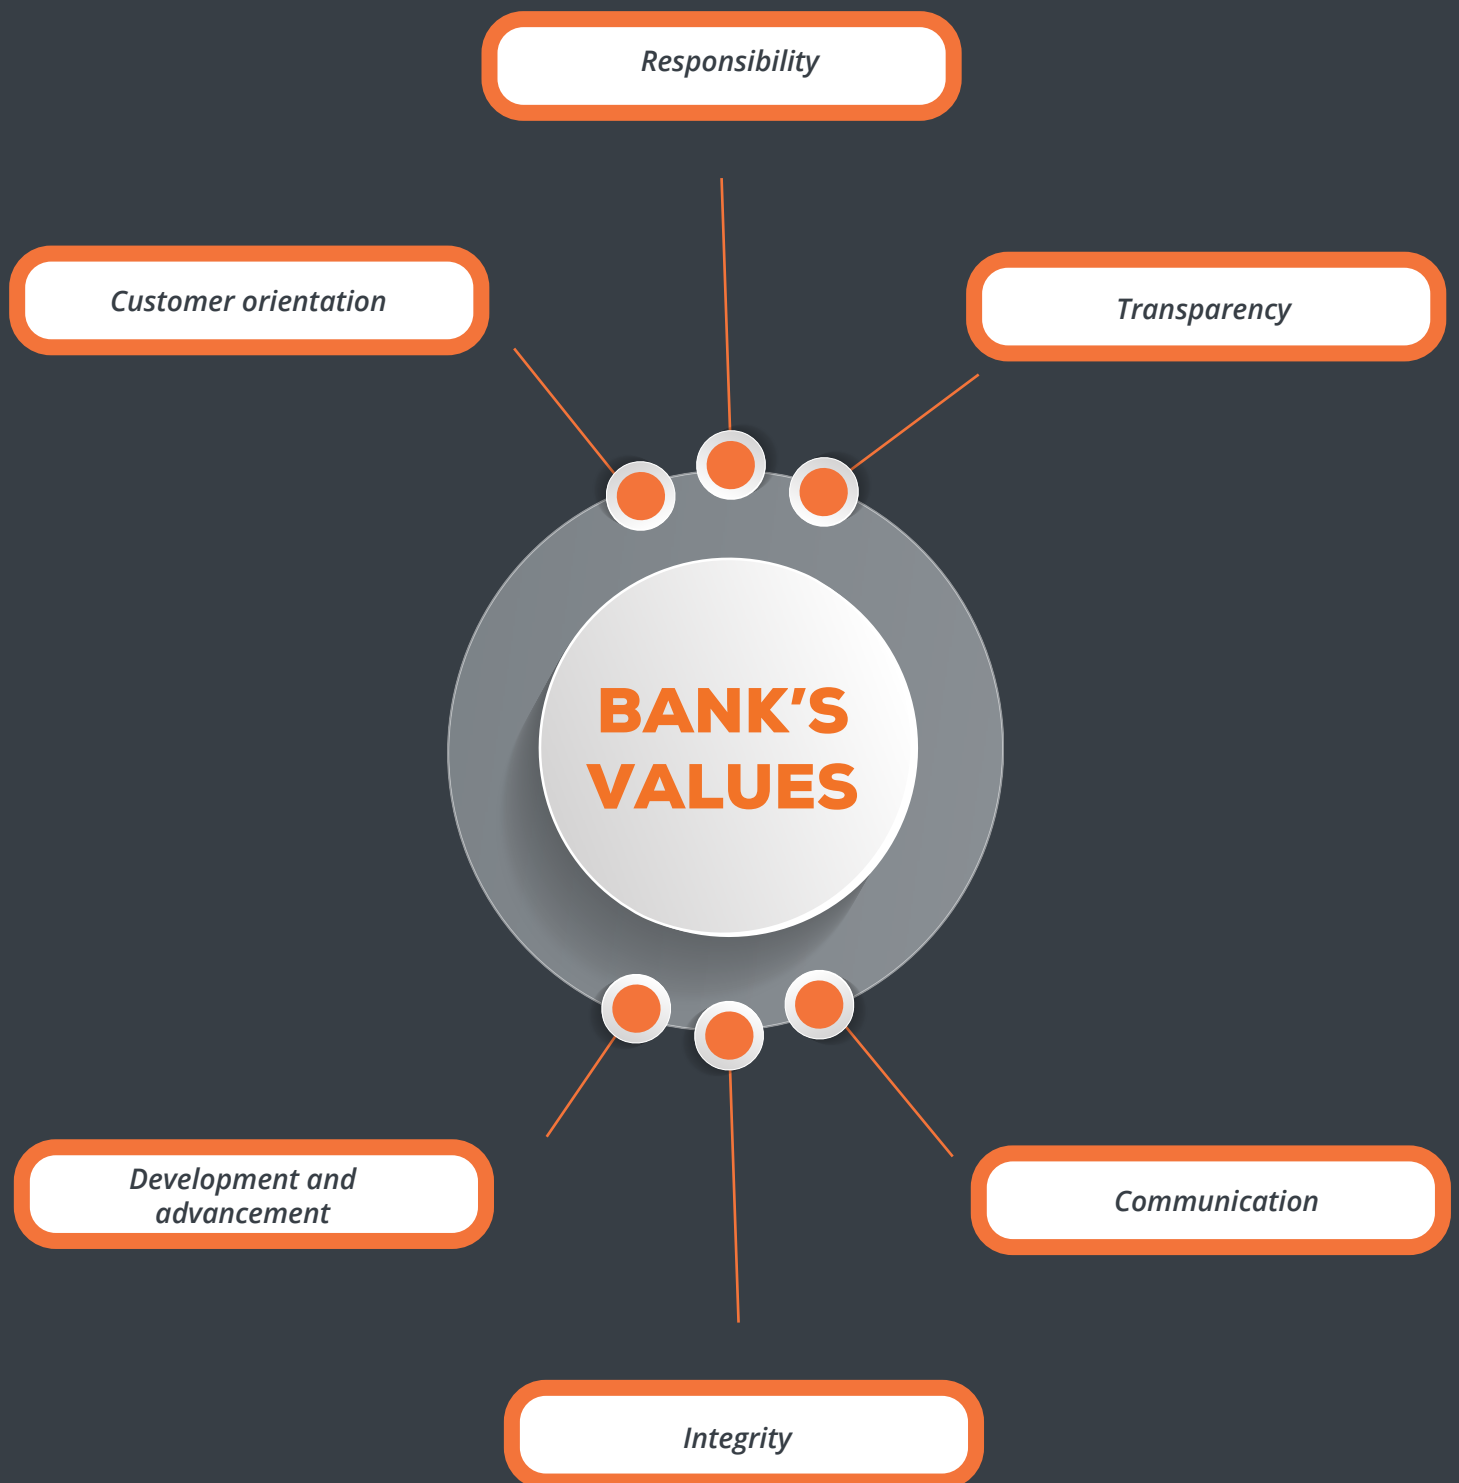 Responsibility
Customer orientation
Transparency
BANK’S
VALUES
Development and
advancement
Communication
Integrity